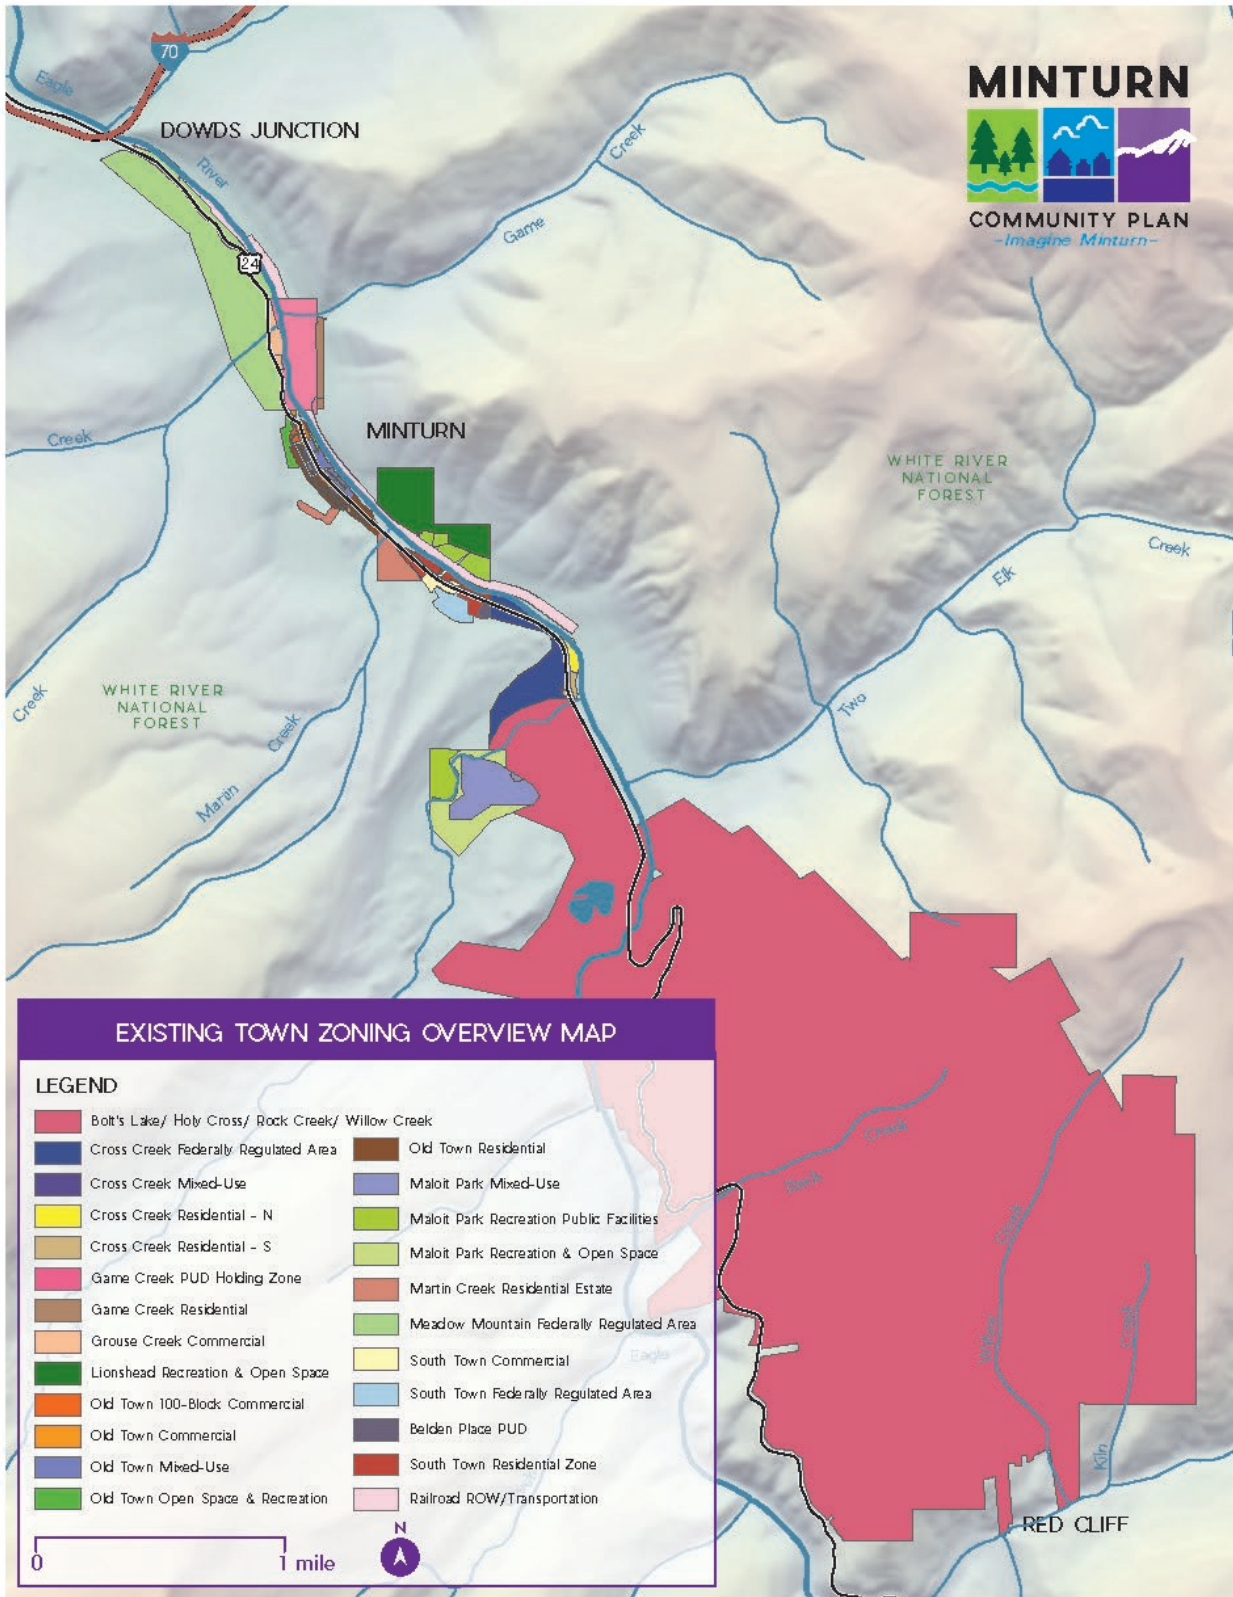 70
Eagle
DOWDS JUNCTION
River
Creek
Game
24
MINTURN
COMMUNITY PLAN
-Imagine Minturn-
Creek
MINTURN
WHITE RIVER
NATIONAL
FOREST
Creek
Elk
Two
WHITE RIVER
NATIONAL
FOREST
Creek
Creek
Martin
EXISTING TOWN ZONING OVERVIEW MAP
LEGEND
Bolt's Lake/ Holy Cross/ Rock Creek/ Willow Creek
Cross Creek Federally Regulated Area
Cross Creek Mixed-Use
Cross Creek Residential - N
Cross Creek Residential - S
Game Creek PUD Holding Zone
Game Creek Residential
Grouse Creek Commercial
Lionshead Recreation & Open Space
Old Town 100-Block Commercial
Old Town Commercial
Old Town Mixed-Use
Old Town Open Space & Recreation
Old Town Residential
Maloit Park Mixed-Use
Maloit Park Recreation Public Facilities
Maloit Park Recreation & Open Space
Martin Creek Residential Estate
Meadow Mountain Federally Regulated Area
South Town Commercial
South Town Federally Regulated Area
Belden Place PUD
South Town Residential Zone
Railroad ROW/Transportation
0
1 mile
N
Eagle
Creek
Rock
Creek
Willow
Creek
Kiln
RED CLIFF